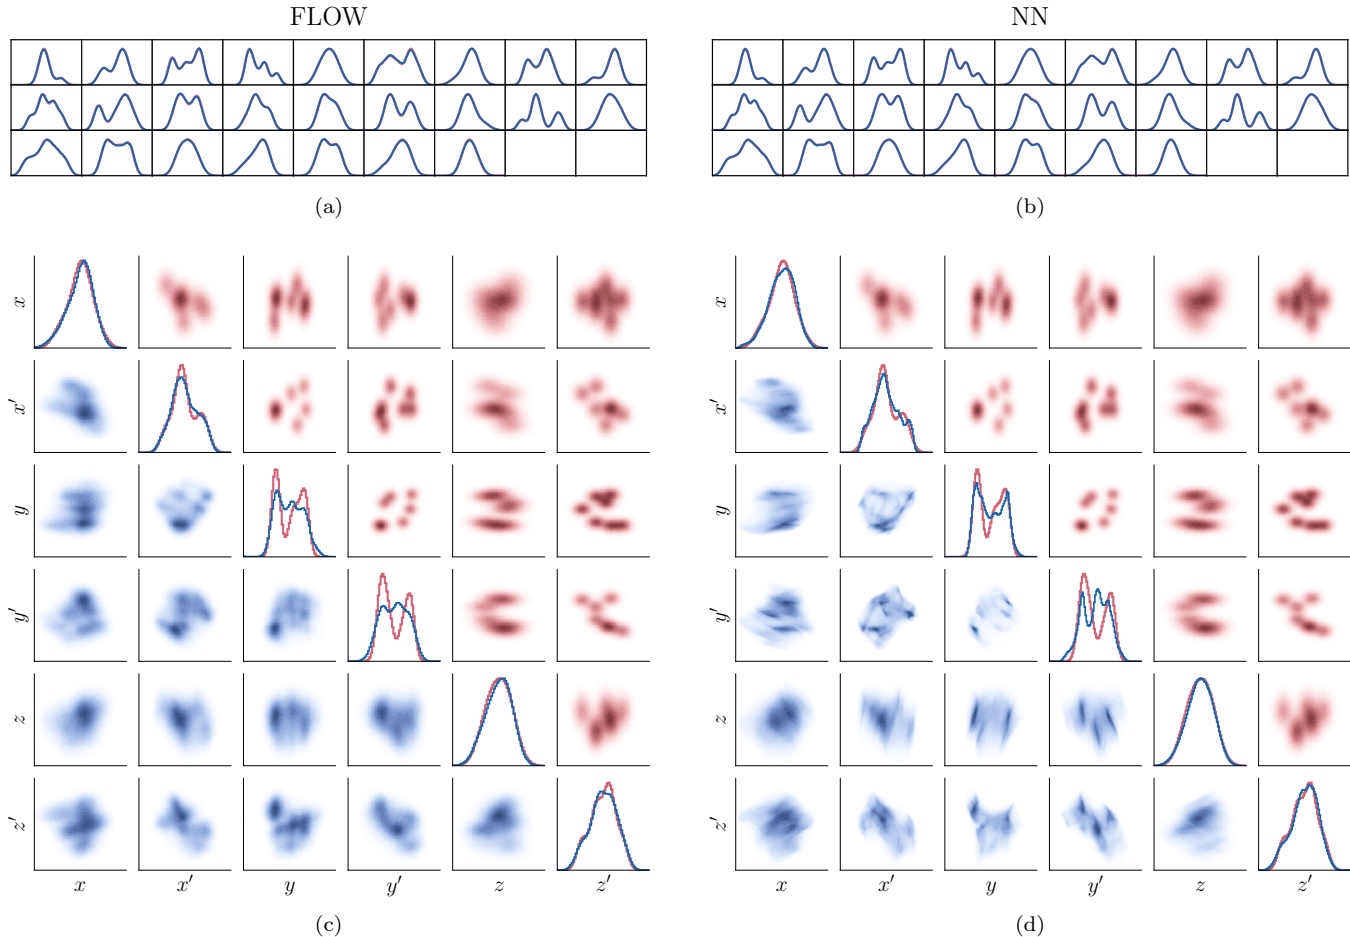 FLOW
NN
(a)
(b)
x
x′
y
y′
z
z′
x x′ y y′ z z′
(c)
x
x′
y
y′
z
z′
x x′ y y′ z z′
(d)